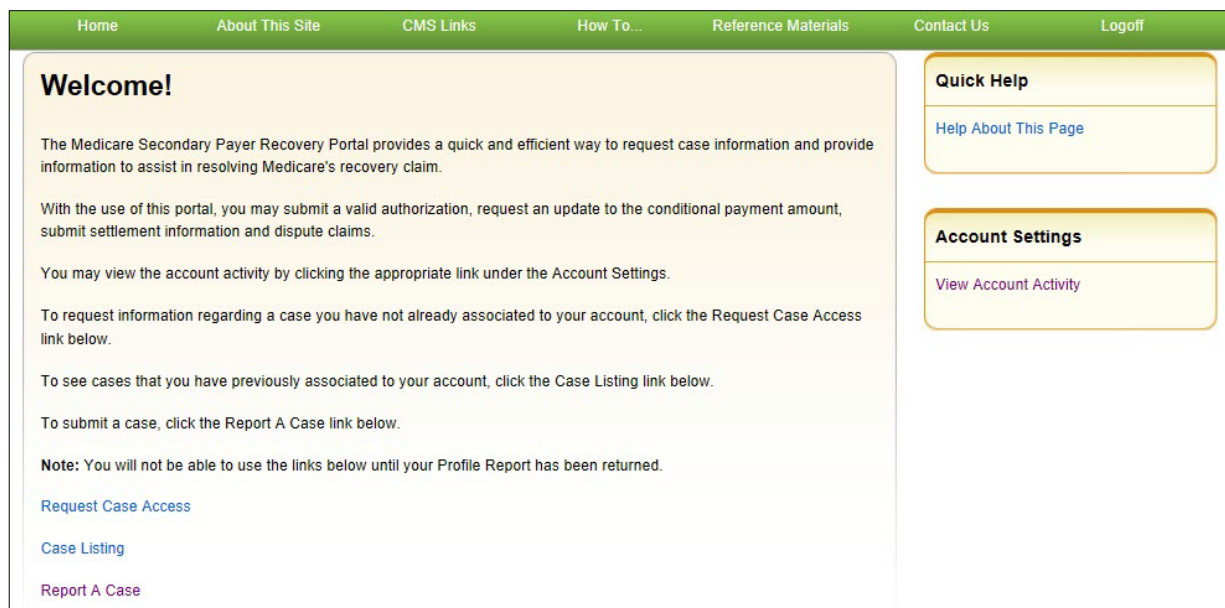 Home About This Site CMS Links How To... Reference Materials Contact Us Logoff
Welcome!
The Medicare Secondary Payer Recovery Portal provides a quick and efficient way to request case information and provide
information to assist in resolving Medicare's recovery claim.
With the use of this portal, you may submit a valid authorization, request an update to the conditional payment amount,
submit settlement information and dispute claims.
You may view the account activity by clicking the appropriate link under the Account Settings.
To request information regarding a case you have not already associated to your account, click the Request Case Access
link below.
To see cases that you have previously associated to your account, click the Case Listing link below.
To submit a case, click the Report A Case link below.
Note: You will not be able to use the links below until your Profile Report has been returned.
Request Case Access
Case Listing
Report A Case
Quick Help
Help About This Page
Account Settings
View Account Activity